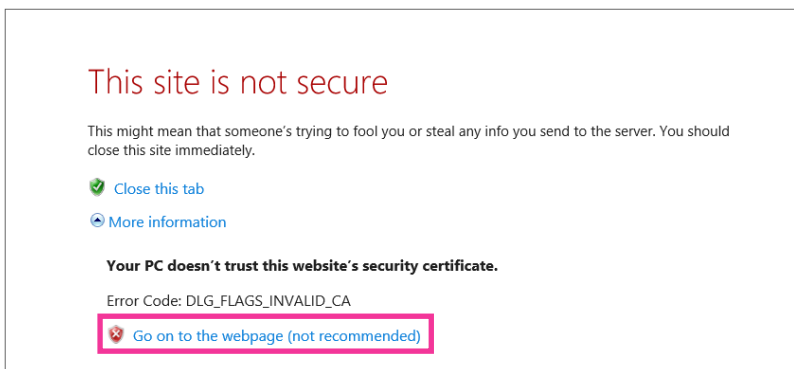 This site is not secure
This might mean that someone's trying to fool you or steal any info you send to the server. You should
close this site immediately.
Close this tab
More information
Your PC doesn't trust this website's security certificate.
Error Code: DLG_FLAGS_INVALID_CA
Go on to the webpage (not recommended)